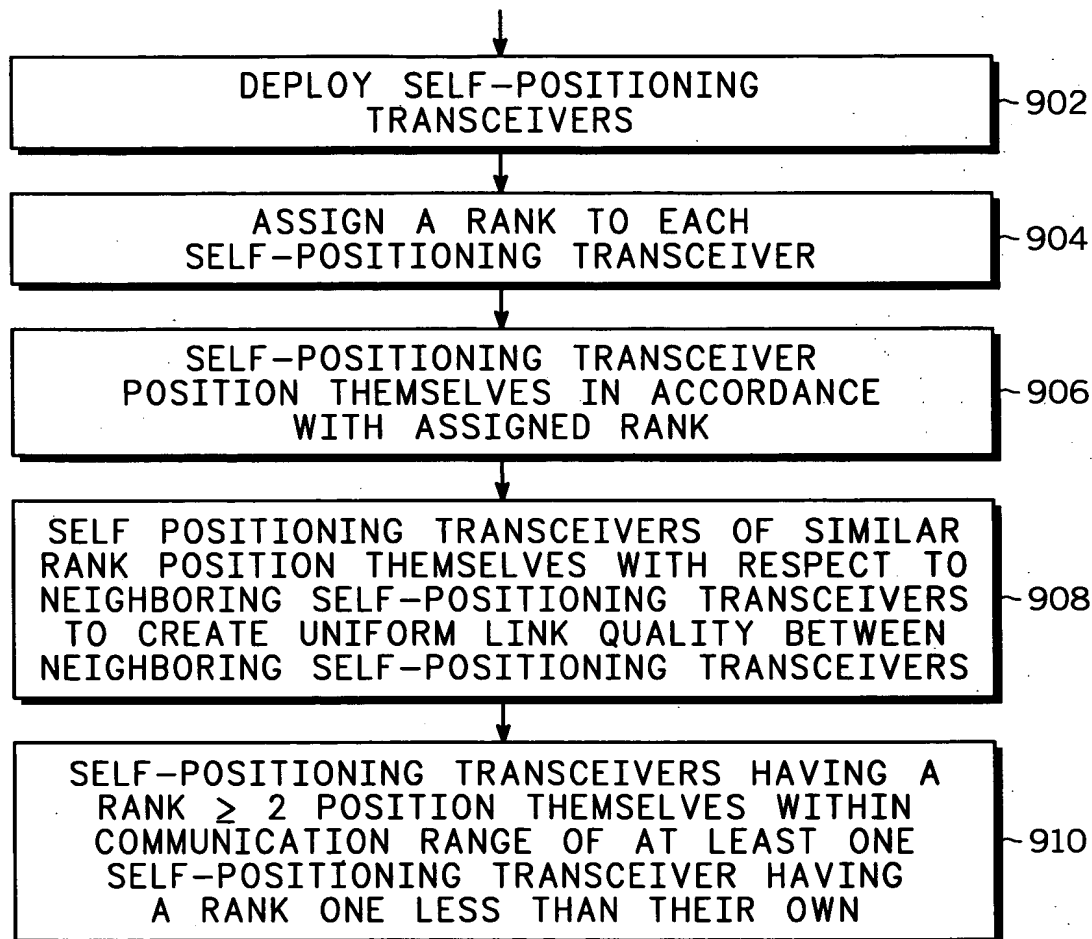 DEPLOY SELF-POSITIONING
TRANSCEIVERS
902
ASSIGN A RANK TO EACH
SELF-POSITIONING TRANSCEIVER
904
SELF-POSITIONING TRANSCEIVER
POSITION THEMSELVES IN ACCORDANCE
WITH ASSIGNED RANK
906
SELF POSITIONING TRANSCEIVERS OF SIMILAR
RANK POSITION THEMSELVES WITH RESPECT TO
NEIGHBORING SELF-POSITIONING TRANSCEIVERS
TO CREATE UNIFORM LINK QUALITY BETWEEN
NEIGHBORING SELF-POSITIONING TRANSCEIVERS
908
SELF-POSITIONING TRANSCEIVERS HAVING A
RANK ≥ 2 POSITION THEMSELVES WITHIN
COMMUNICATION RANGE OF AT LEAST ONE
SELF-POSITIONING TRANSCEIVER HAVING
A RANK ONE LESS THAN THEIR OWN
910